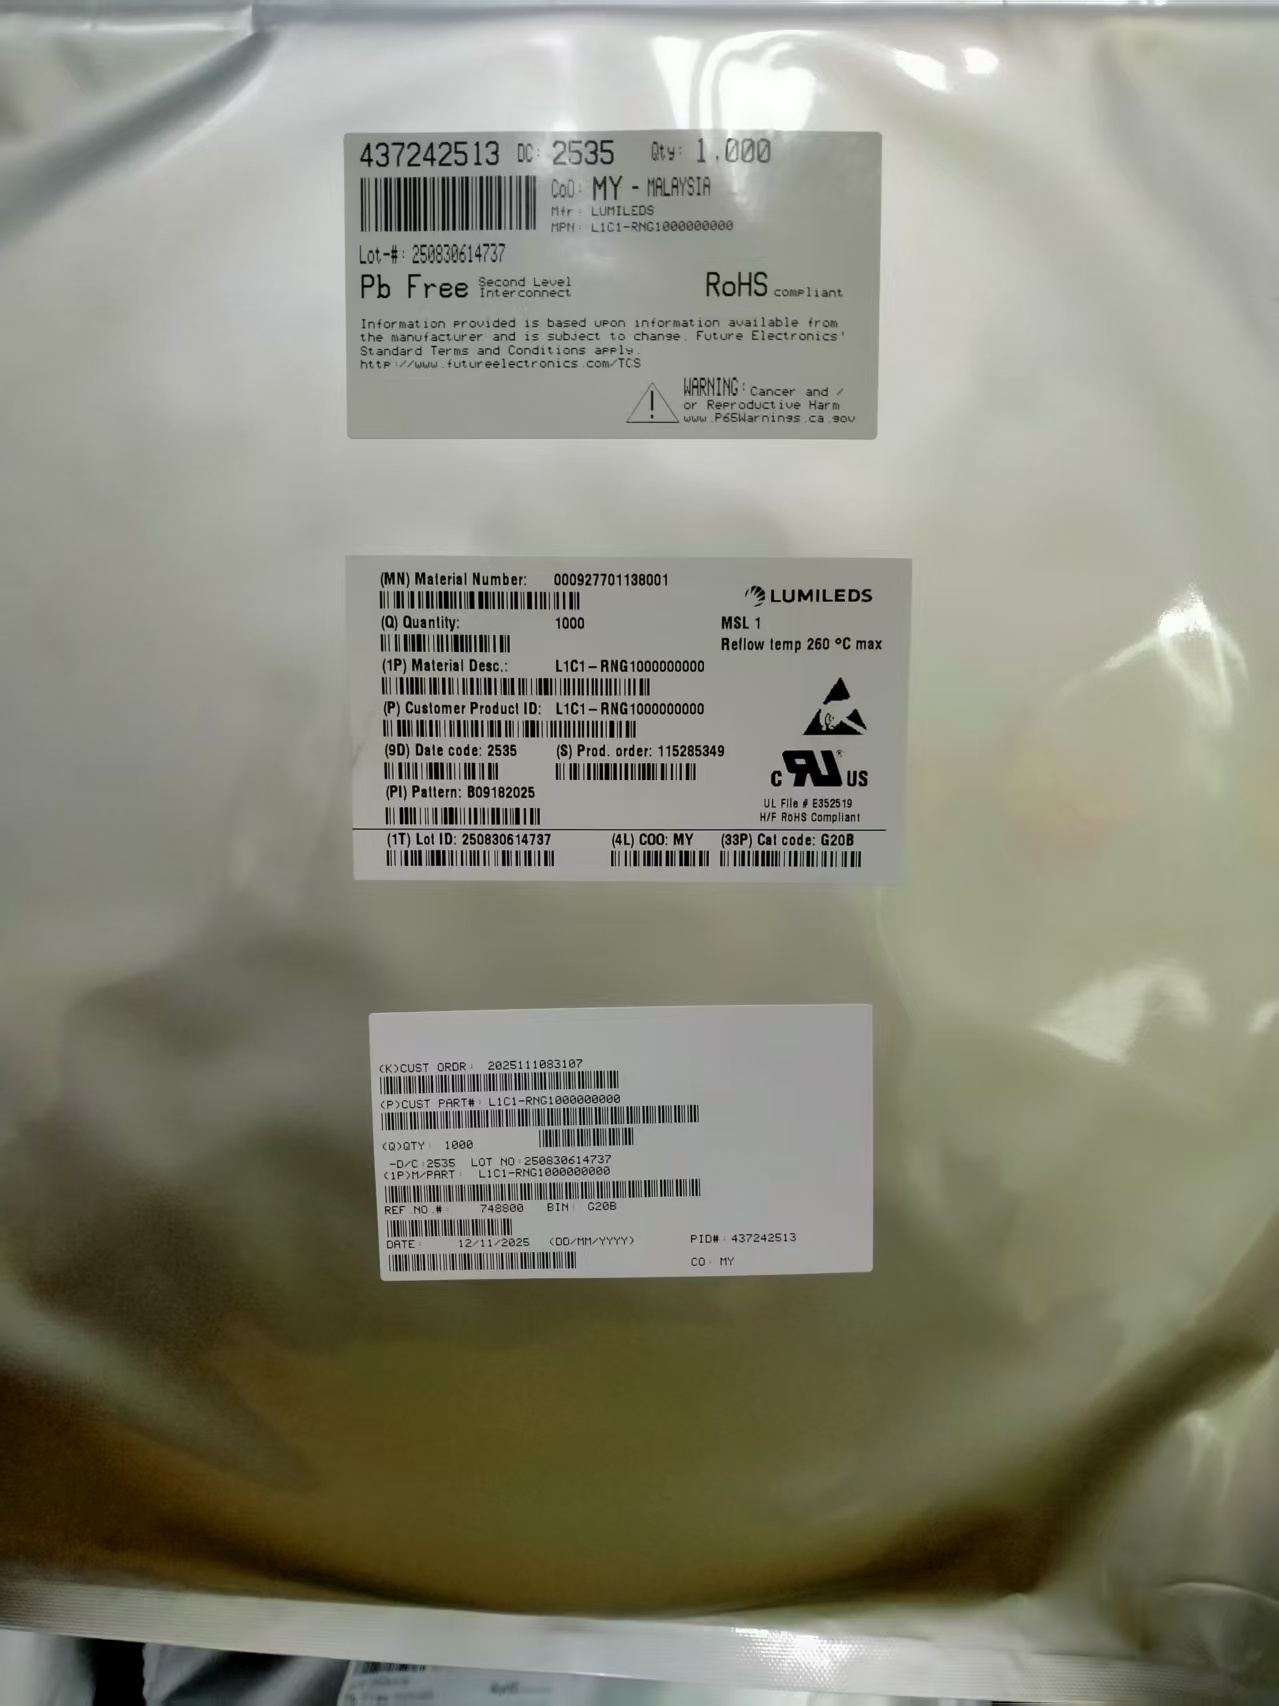 437242513 DC: 2535 Qty: 1,000
CoO: MY - MALAYSIA
Mfr: LUMILEDS
MPN: L1C1-RNG1000000000
Lot-#: 250830614737
Pb Free Second Level Interconnect RoHS compliant
Information provided is based upon information available from
the manufacturer and is subject to change. Future Electronics'
Standard Terms and Conditions apply.
http://www.futureelectronics.com/TCS
WARNING: Cancer and /
or Reproductive Harm
www.P65Warnings.ca.gov
(MN) Material Number: 000927701138001
LUMILEDS
(Q) Quantity: 1000
MSL 1
Reflow temp 260 °C max
(1P) Material Desc.: L1C1-RNG1000000000
(P) Customer Product ID: L1C1-RNG1000000000
(9D) Date code: 2535 (S) Prod. order: 115285349
C RU US
®
(PI) Pattern: B09182025
UL File # E352519
H/F RoHS Compliant
(1T) Lot ID: 250830614737 (4L) COO: MY (33P) Cat code: G20B
(K)CUST ORDR: 2025111083107
(P)CUST PART#: L1C1-RNG1000000000
(Q)QTY: 1000
-D/C:2535 LOT NO:250830614737
(1P)M/PART: L1C1-RNG1000000000
REF.NO.#: 748800 BIN: G20B
DATE: 12/11/2025 (DD/MM/YYYY) PID#: 437242513
CO: MY
Pb Free